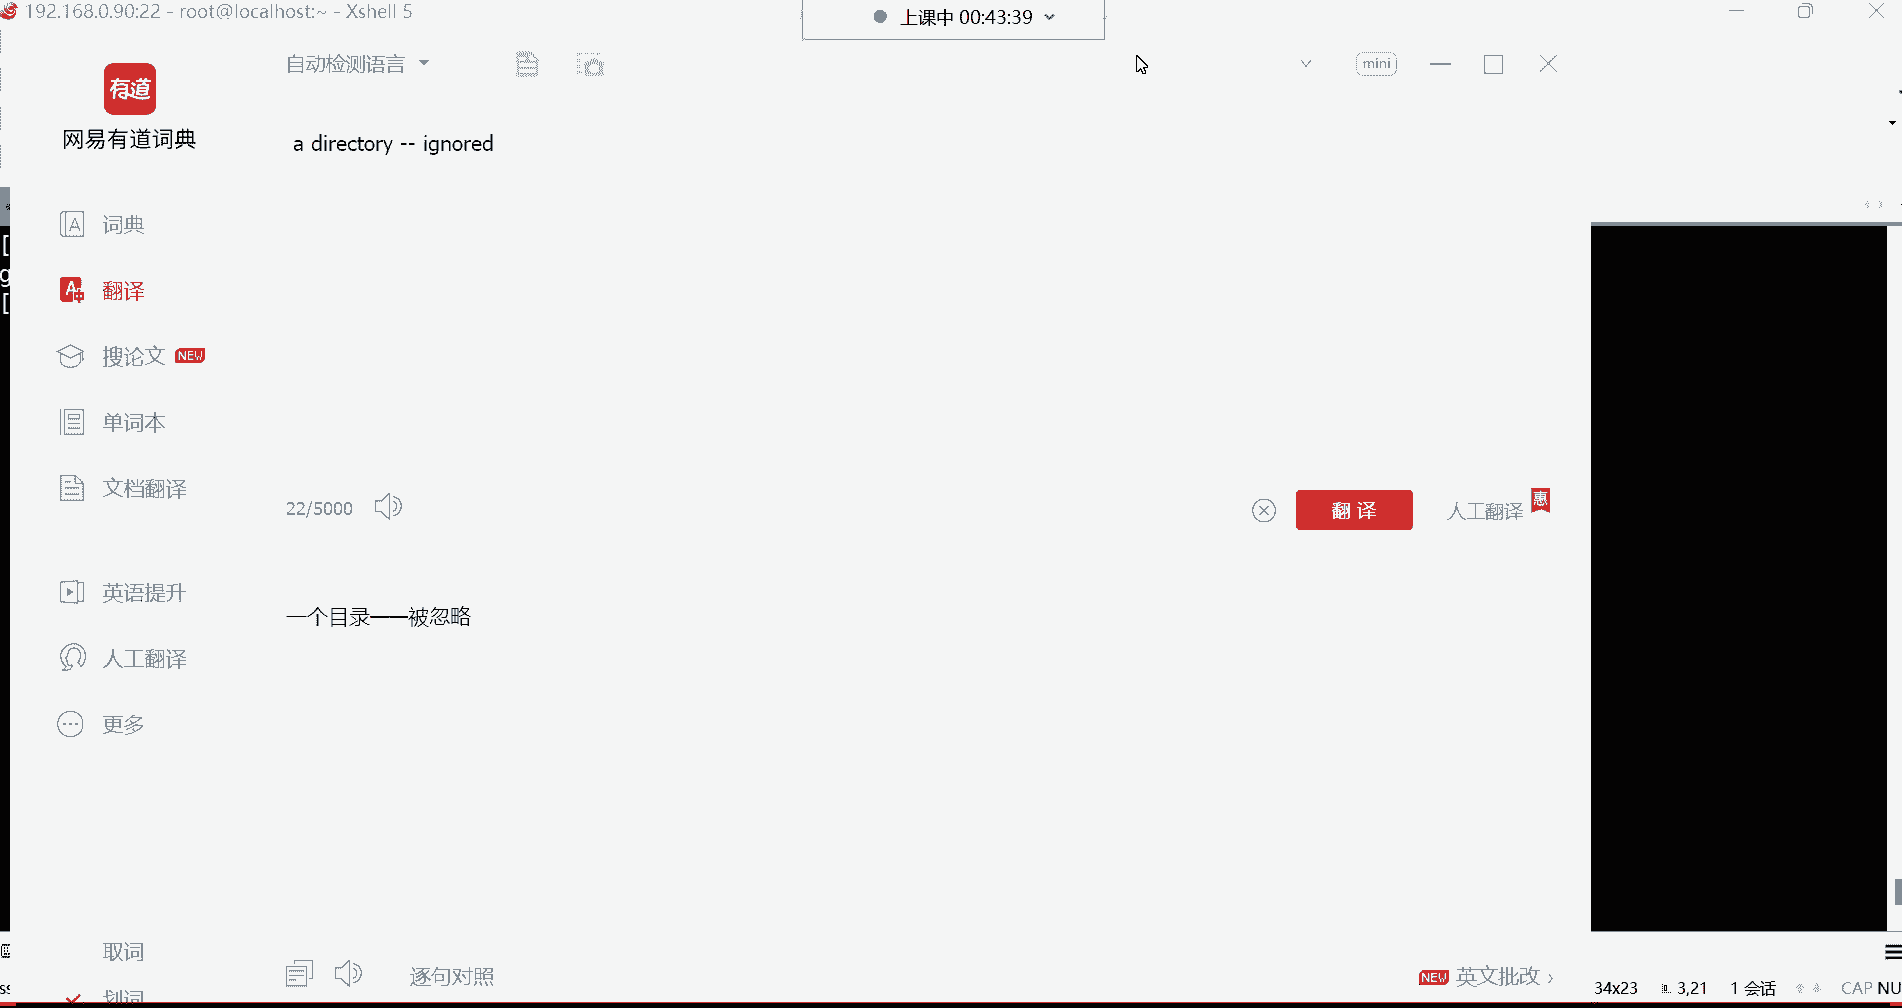 192.168.0.90:22 - root@localhost:~ - Xshell 5
上课中 00:43:39
自动检测语言
mini
有道
网易有道词典
a directory -- ignored
词典
翻译
搜论文 NEW
单词本
文档翻译
22/5000
翻 译
人工翻译 惠
英语提升
一个目录——被忽略
人工翻译
更多
取词
逐句对照
NEW 英文批改 ›
划词
34x23
3,21
1 会话
CAP